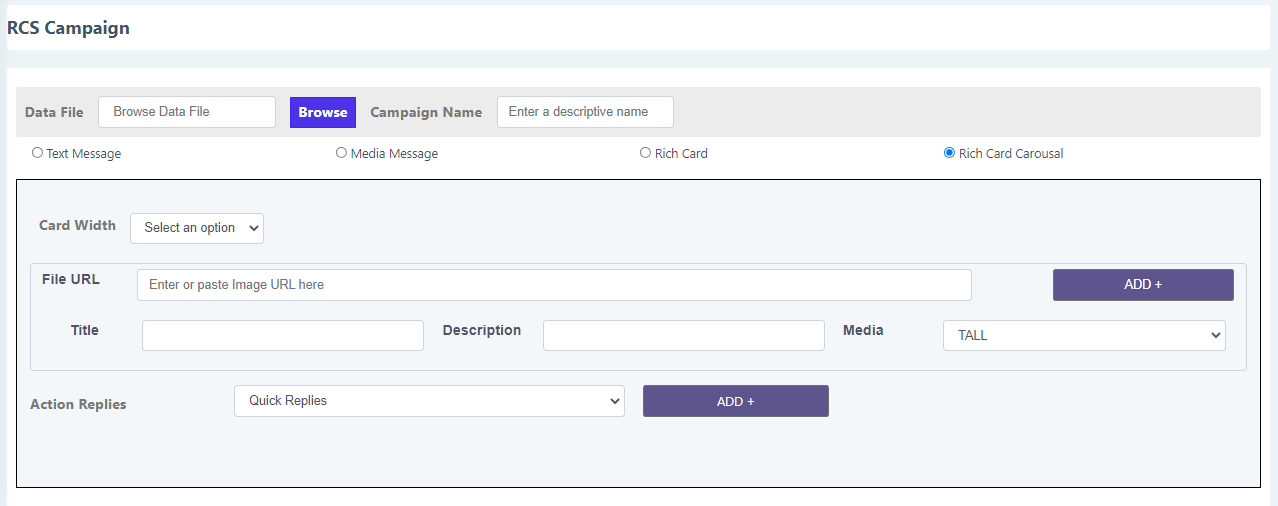 RCS Campaign
Data File Browse Data File Browse Campaign Name Enter a descriptive name
Text Message Media Message Rich Card Rich Card Carousal
Card Width Select an option
File URL Enter or paste Image URL here ADD +
Title Description Media TALL
Action Replies Quick Replies ADD +